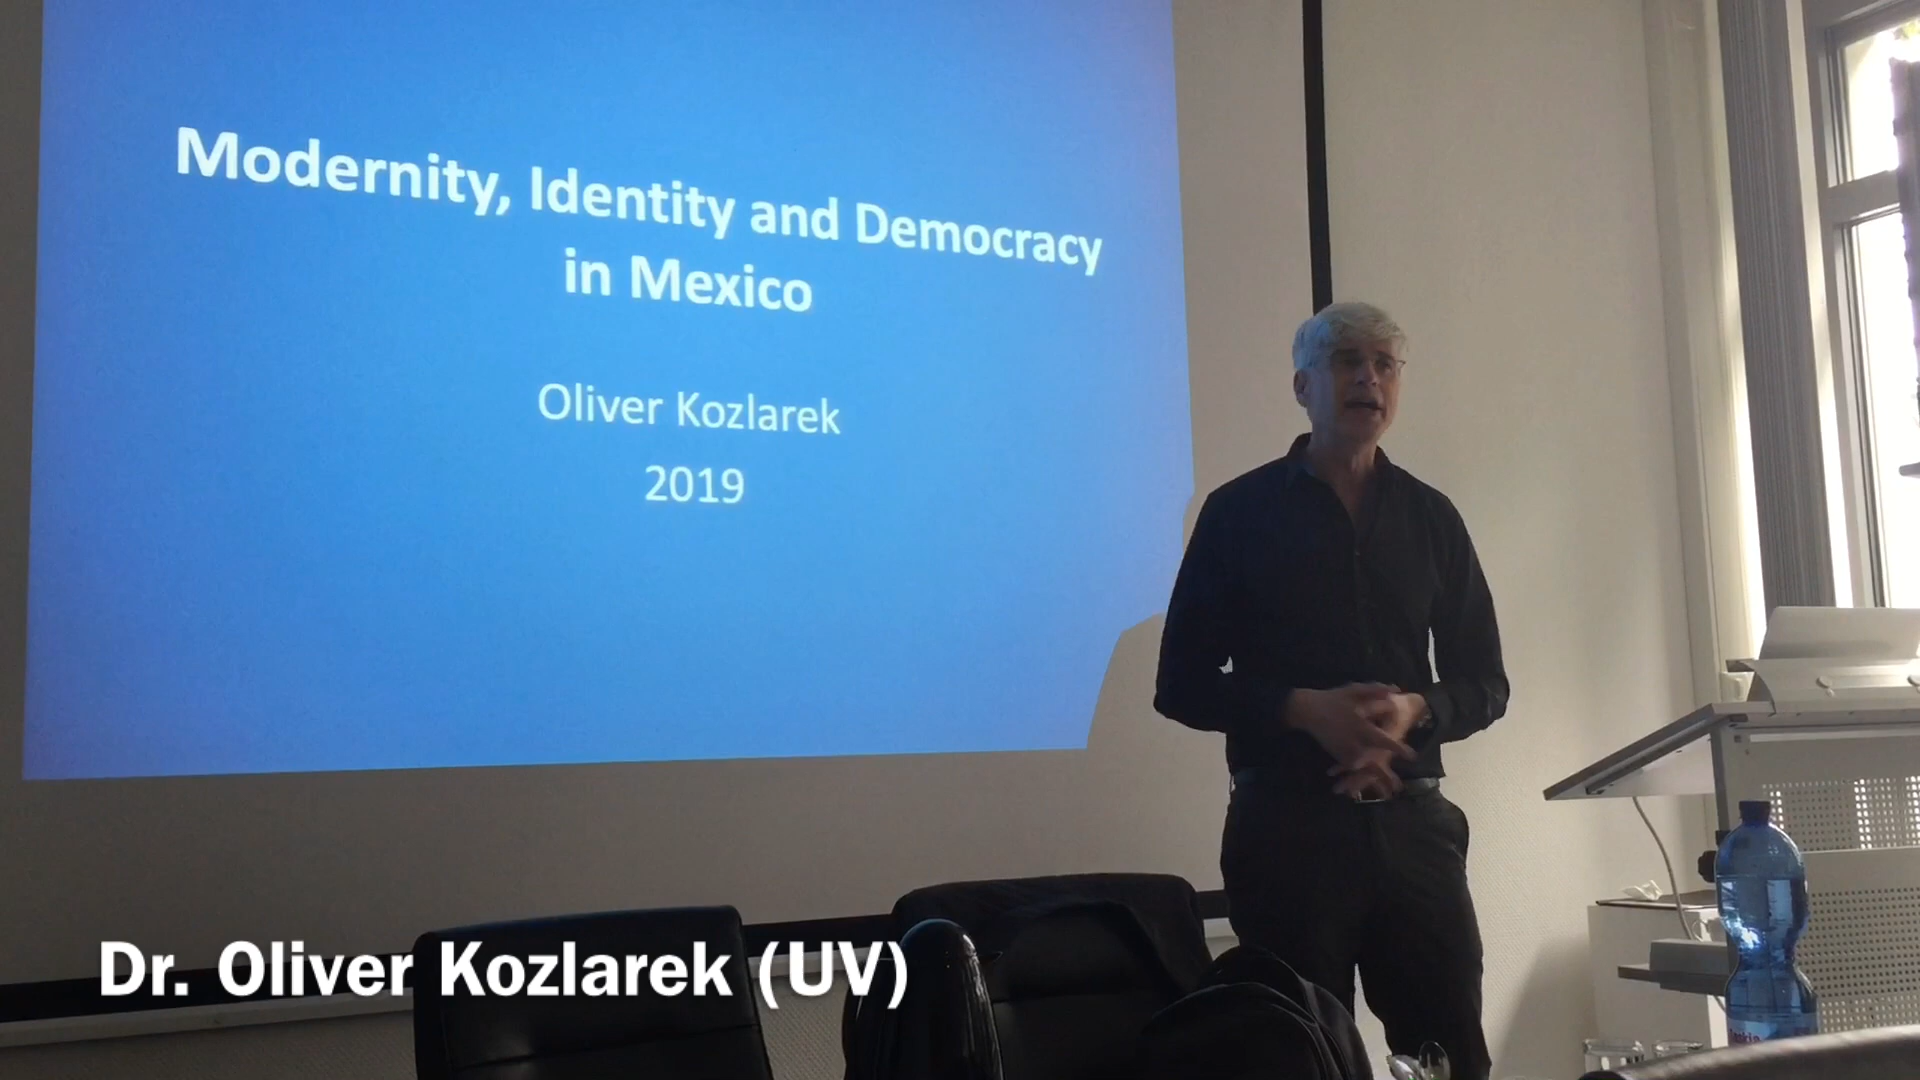 Modernity, Identity and Democracy
in Mexico
Oliver Kozlarek
2019
Dr. Oliver Kozlarek (UV)